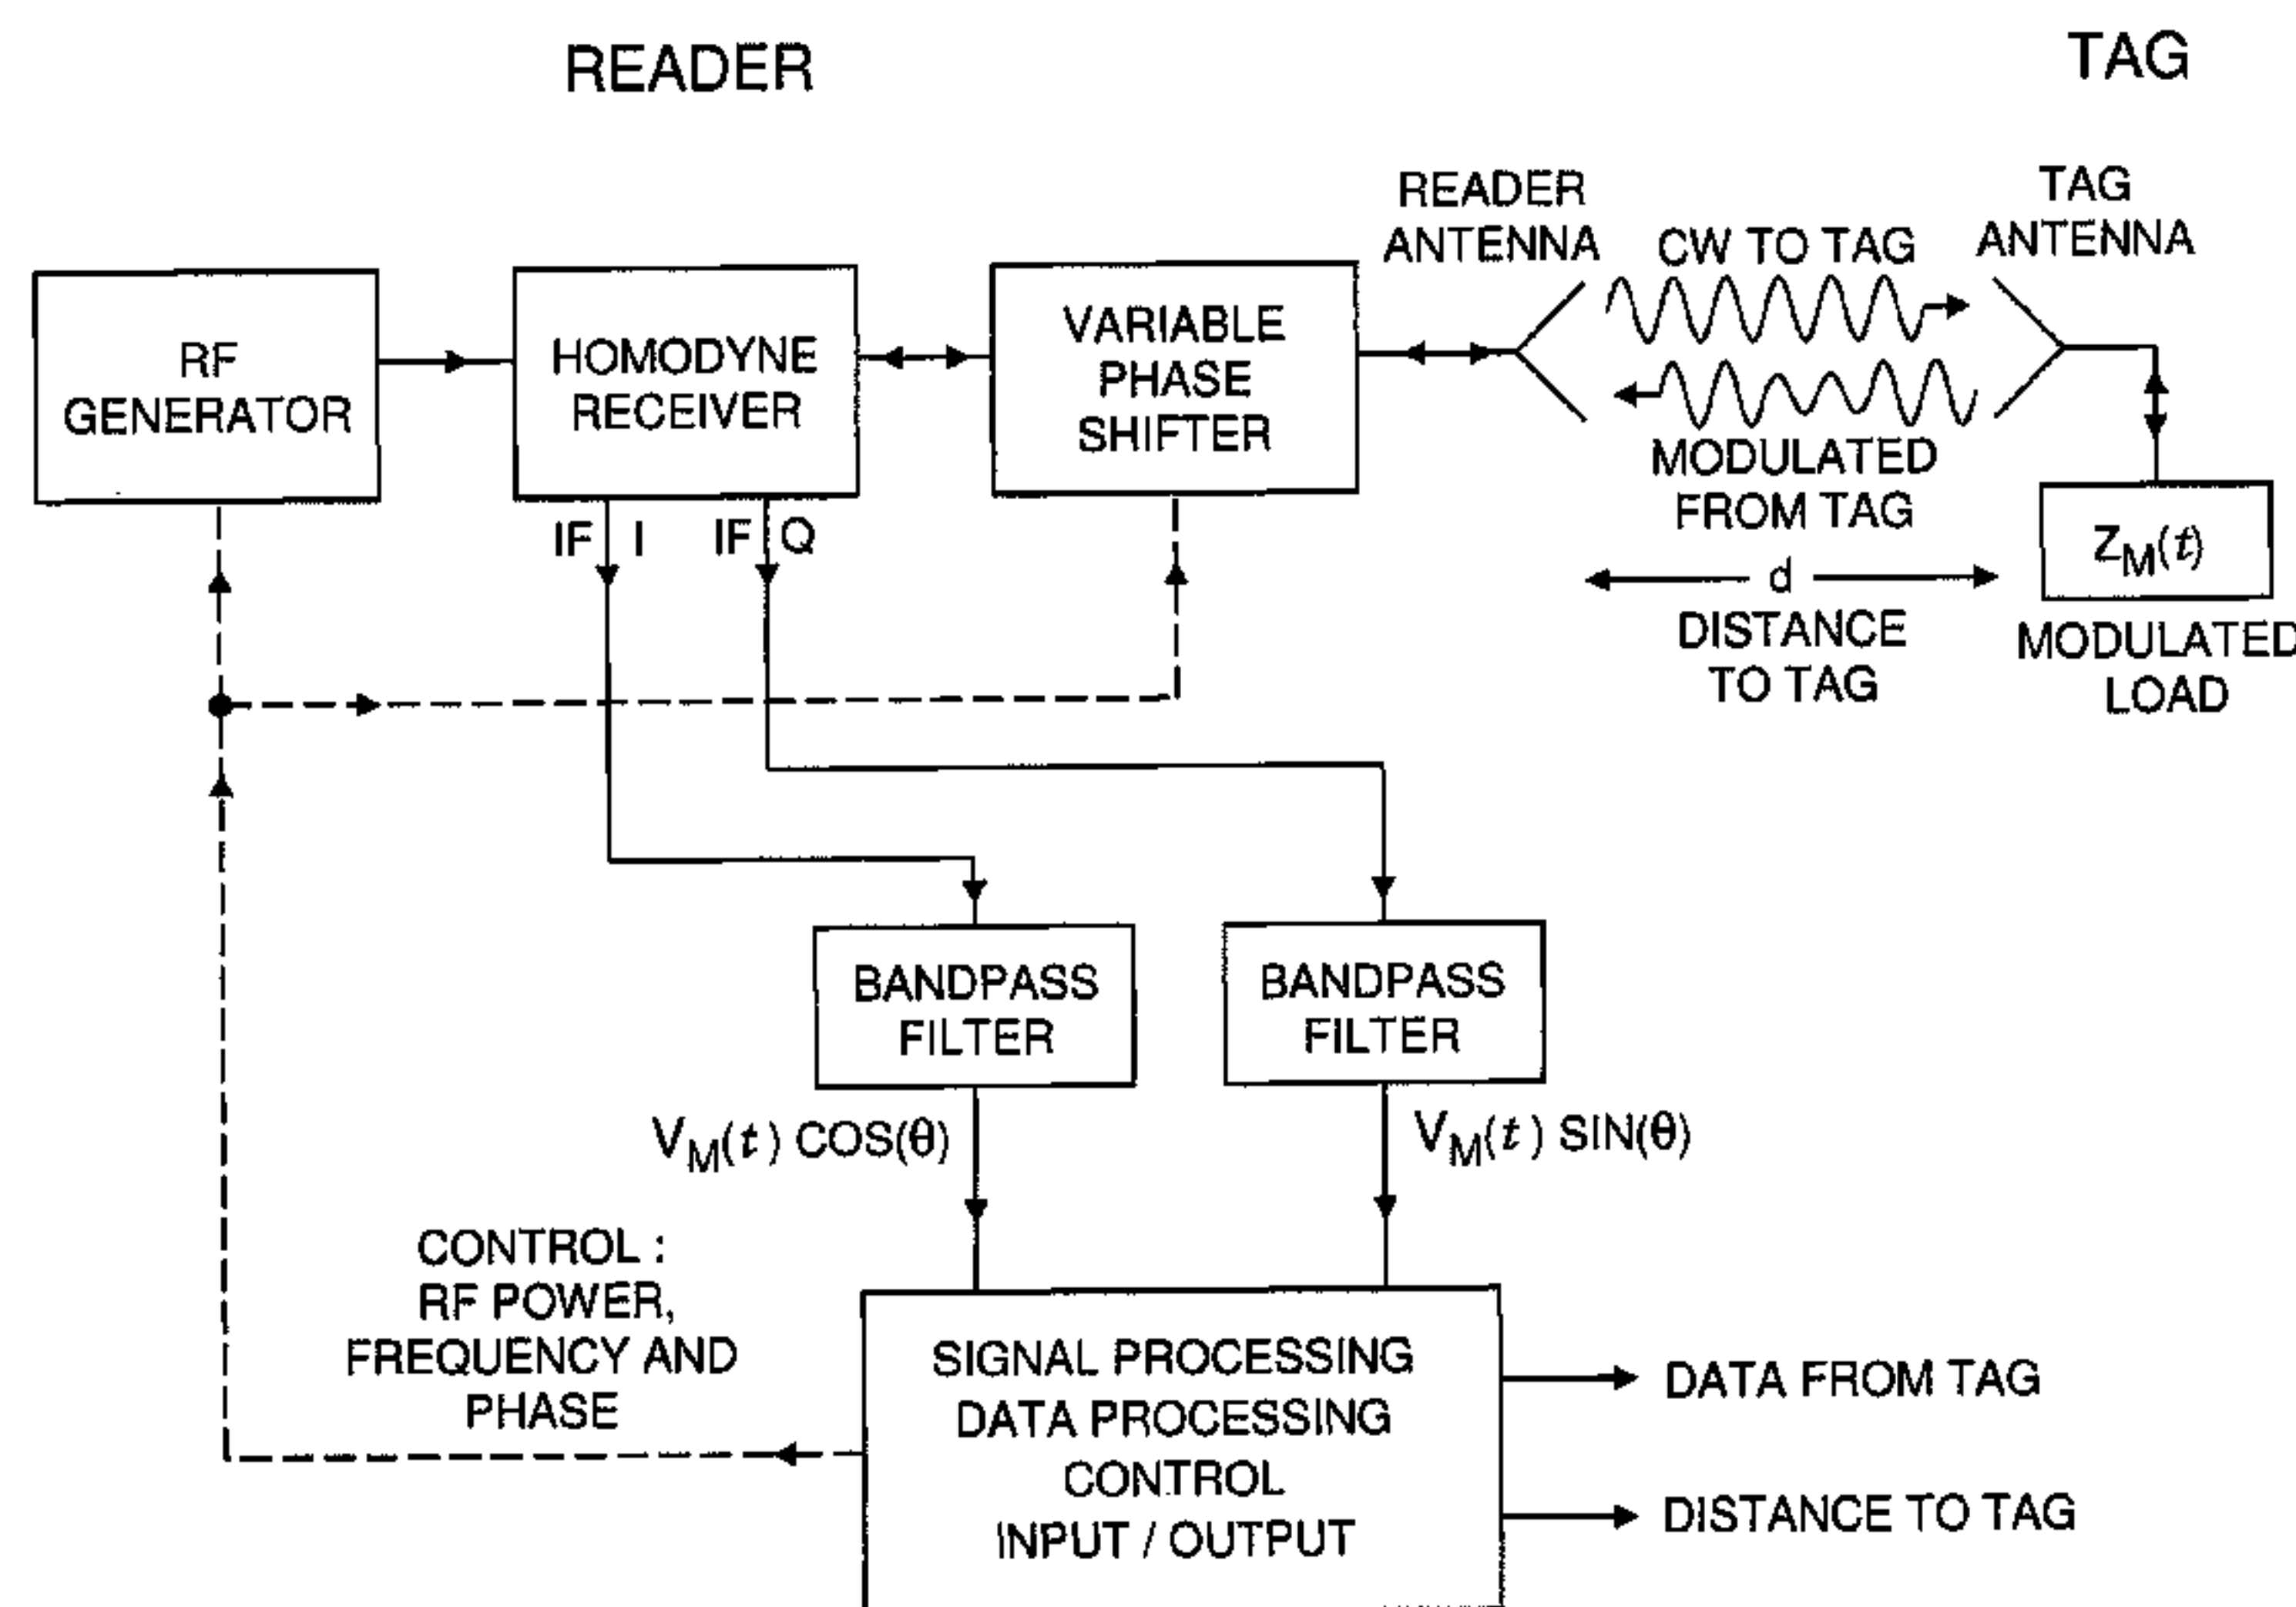 READER
TAG
RF
GENERATOR
HOMODYNE
RECEIVER
VARIABLE
PHASE
SHIFTER
READER
ANTENNA
CW TO TAG
TAG
ANTENNA
MODULATED
FROM TAG
d
DISTANCE
TO TAG
Z_M(t)
MODULATED
LOAD
IF I
IF Q
BANDPASS
FILTER
BANDPASS
FILTER
V_M(t) COS(θ)
V_M(t) SIN(θ)
CONTROL :
RF POWER,
FREQUENCY AND
PHASE
SIGNAL PROCESSING
DATA PROCESSING
CONTROL
INPUT / OUTPUT
DATA FROM TAG
DISTANCE TO TAG